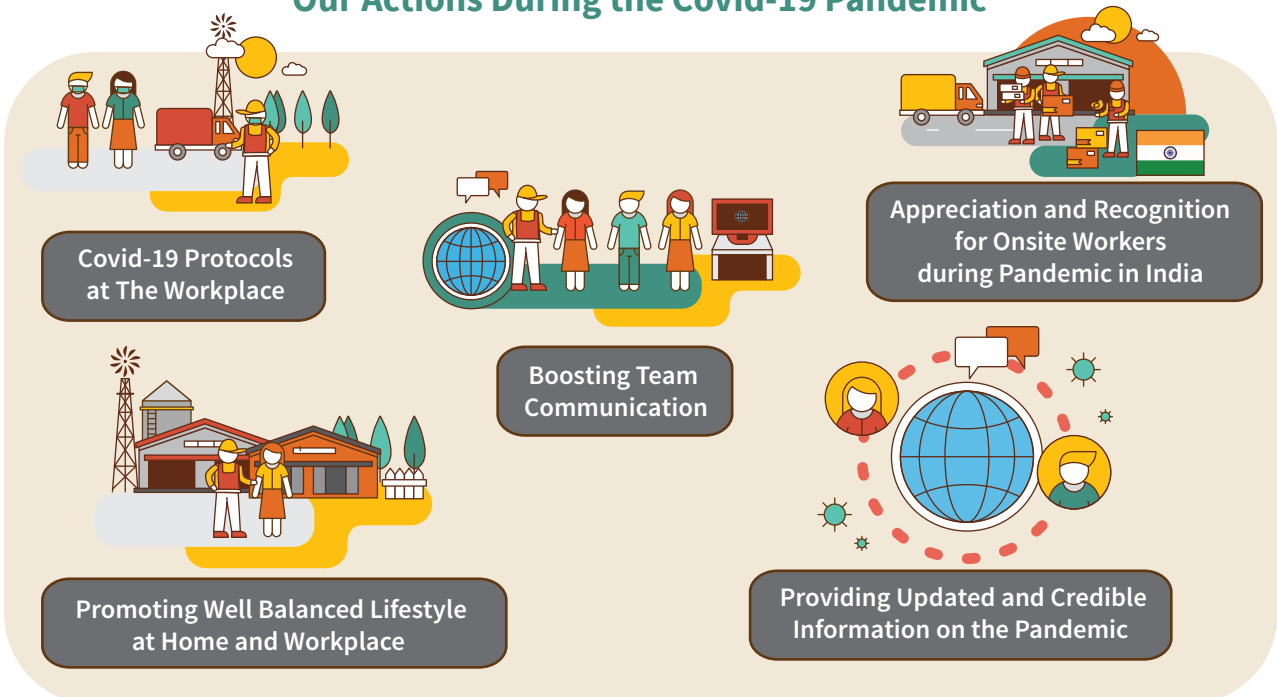 Our Actions During the Covid-19 Pandemic
Covid-19 Protocols
at The Workplace
Boosting Team
Communication
Appreciation and Recognition
for Onsite Workers
during Pandemic in India
Promoting Well Balanced Lifestyle
at Home and Workplace
Providing Updated and Credible
Information on the Pandemic